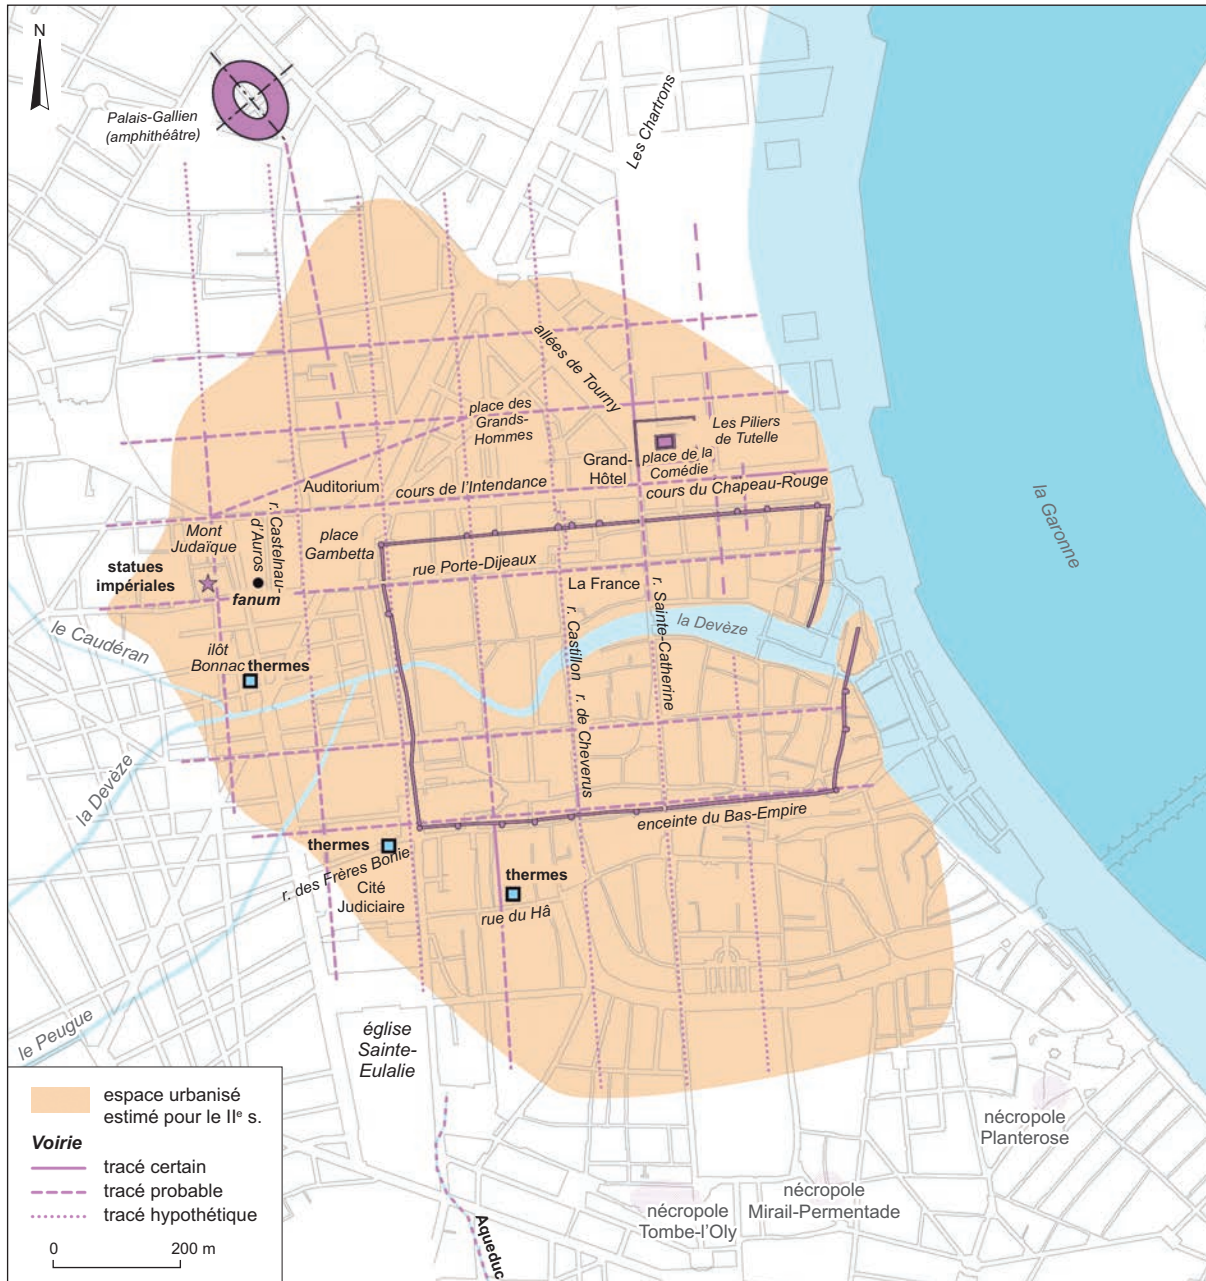 N
Palais-Gallien
(amphithéâtre)
Les Chartrons
allées de Tourny
place des
Grands-
Hommes
Les Piliers
de Tutelle
Grand-
Hôtel
place de la
Comédie
Auditorium
cours de l'Intendance
cours du Chapeau-Rouge
la Garonne
Mont
Judaïque
r. Castelnau-
d'Auros
place
Gambetta
rue Porte-Dijeaux
statues
impériales
fanum
La France
r. Castillon
r. Sainte-Catherine
la Devèze
le Caudéran
ilôt
Bonnac
thermes
r. de Cheverus
la Devèze
enceinte du Bas-Empire
thermes
r. des Frères Bonie
Cité
Judiciaire
thermes
rue du Hâ
le Peugue
église
Sainte-
Eulalie
nécropole
Planterose
nécropole
Mirail-Permentade
nécropole
Tombe-l'Oly
Aqueduc
espace urbanisé
estimé pour le IIe s.
Voirie
tracé certain
tracé probable
tracé hypothétique
0 200 m